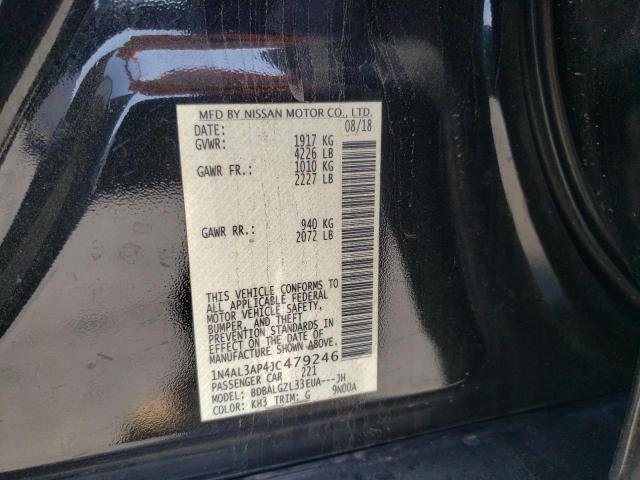 MFD BY NISSAN MOTOR CO., LTD.
DATE: 08/18
GVWR: 1917 KG
4226 LB
GAWR FR.: 1010 KG
2227 LB
GAWR RR.: 940 KG
2072 LB
THIS VEHICLE CONFORMS TO
ALL APPLICABLE FEDERAL
MOTOR VEHICLE SAFETY,
BUMPER, AND THEFT
PREVENTION STANDARDS IN
EFFECT ON THE DATE OF
MANUFACTURE SHOWN ABOVE.
1N4AL3AP4JC479246
PASSENGER CAR 221
MODEL: BDBALGZL33EUA---JH
COLOR: KH3 TRIM: G 9N00A